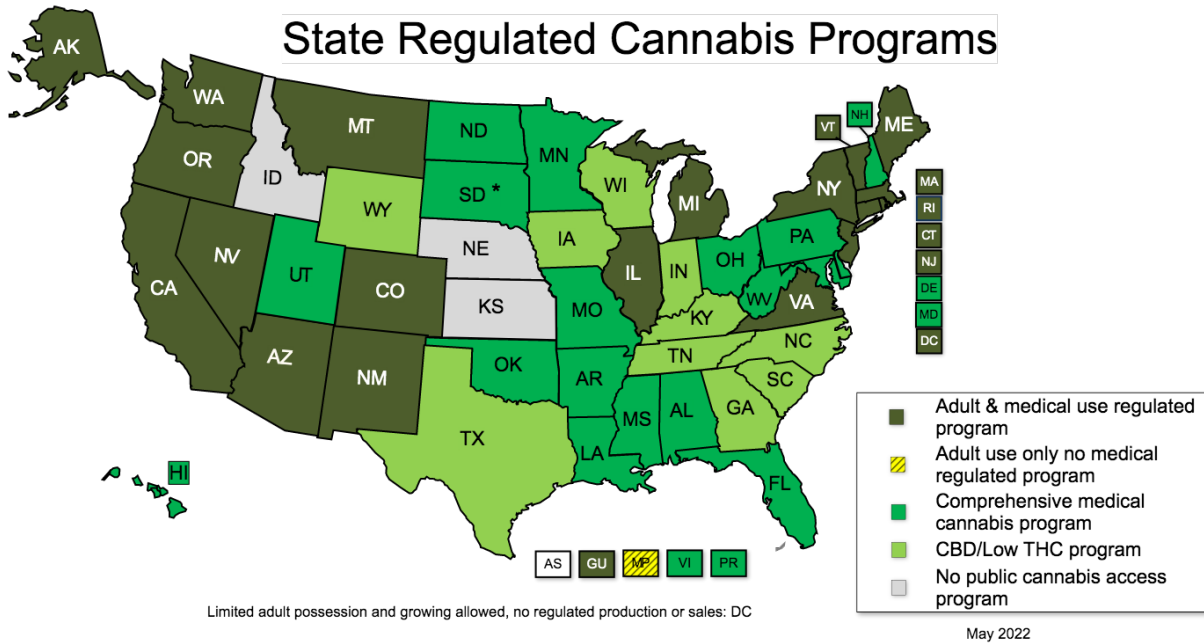 State Regulated Cannabis Programs
AK
WA
OR
CA
NV
ID
MT
WY
UT
AZ
CO
NM
ND
SD *
NE
KS
OK
TX
MN
IA
MO
AR
LA
WI
IL
MI
IN
OH
KY
TN
MS
AL
GA
FL
SC
NC
VA
WV
PA
NY
VT
NH
ME
MA
RI
CT
NJ
DE
MD
DC
HI
AS
GU
MP
VI
PR
Adult & medical use regulated
program
Adult use only no medical
regulated program
Comprehensive medical
cannabis program
CBD/Low THC program
No public cannabis access
program
Limited adult possession and growing allowed, no regulated production or sales: DC
May 2022